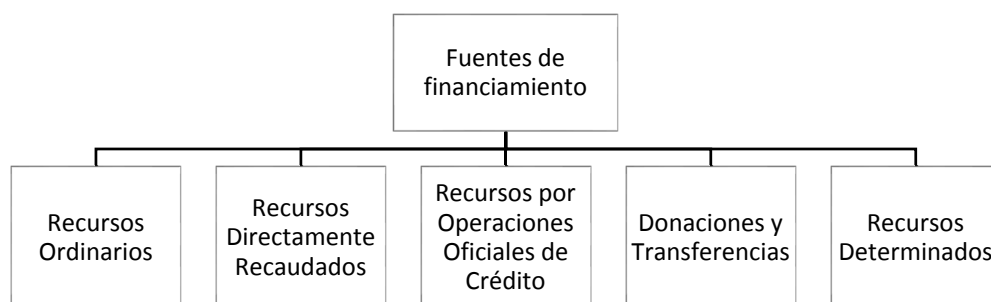 Fuentes de
financiamiento
Recursos
Ordinarios
Recursos
Directamente
Recaudados
Recursos por
Operaciones
Oficiales de
Crédito
Donaciones y
Transferencias
Recursos
Determinados